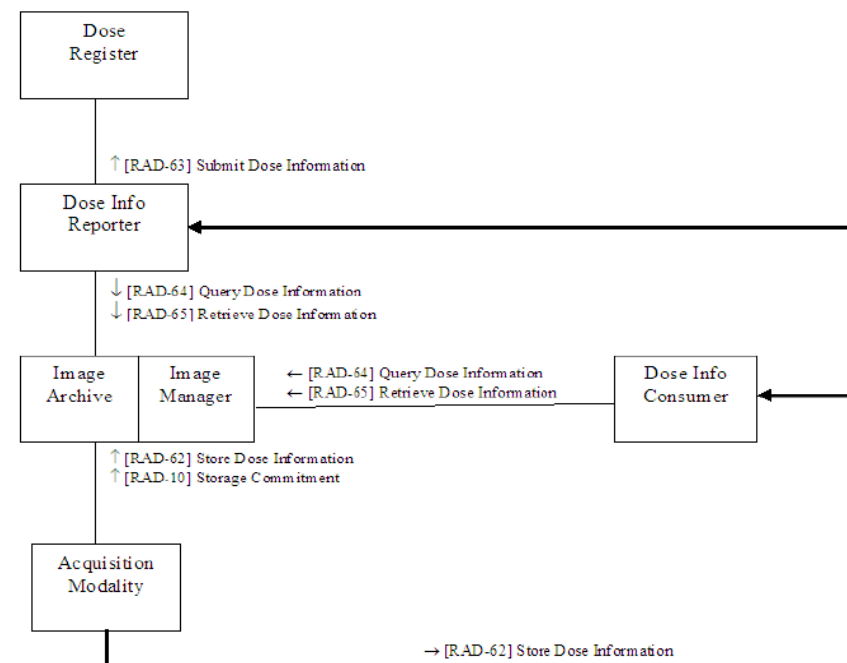 Dose
Register
↑ [RAD-63] Submit Dose Information
Dose Info
Reporter
↓ [RAD-64] Query Dose Information
↓ [RAD-65] Retrieve Dose Information
Image
Archive
Image
Manager
← [RAD-64] Query Dose Information
← [RAD-65] Retrieve Dose Information
Dose Info
Consumer
↑ [RAD-62] Store Dose Information
↑ [RAD-10] Storage Commitment
Acquisition
Modality
→ [RAD-62] Store Dose Information